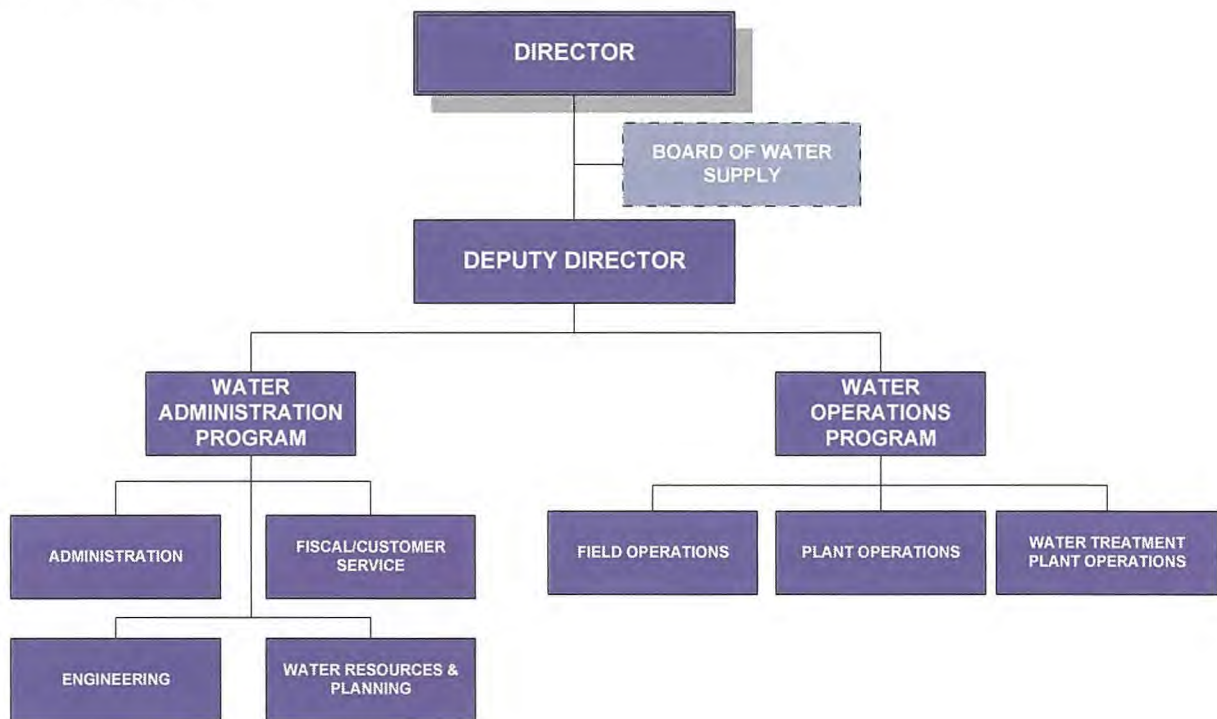 DIRECTOR
BOARD OF WATER
SUPPLY
DEPUTY DIRECTOR
WATER
ADMINISTRATION
PROGRAM
WATER
OPERATIONS
PROGRAM
ADMINISTRATION
FISCAL/CUSTOMER
SERVICE
FIELD OPERATIONS
PLANT OPERATIONS
WATER TREATMENT
PLANT OPERATIONS
ENGINEERING
WATER RESOURCES &
PLANNING